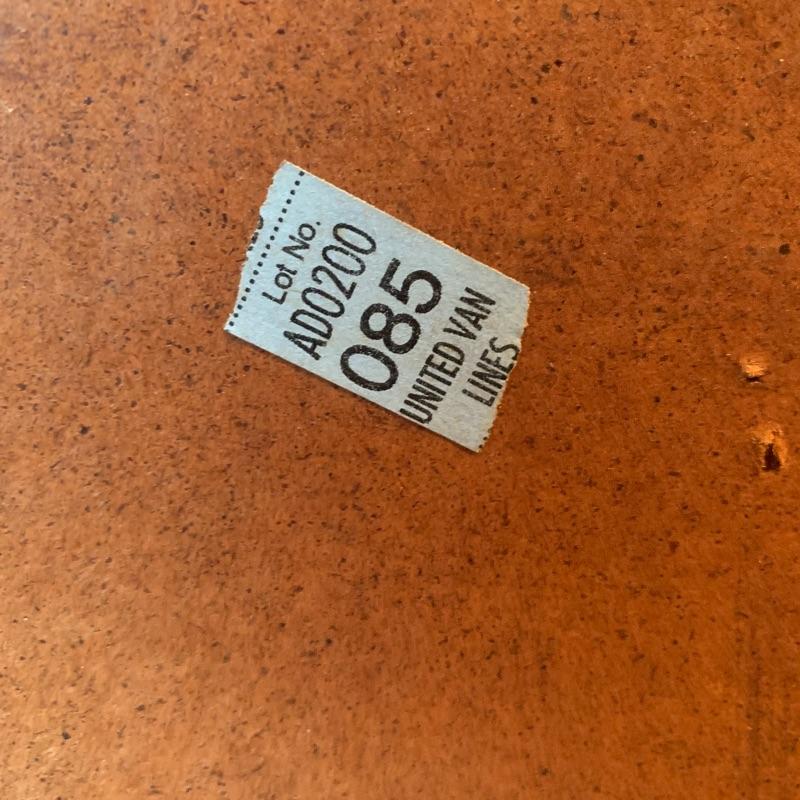 Lot No.
AD0200
085
UNITED VAN
LINES